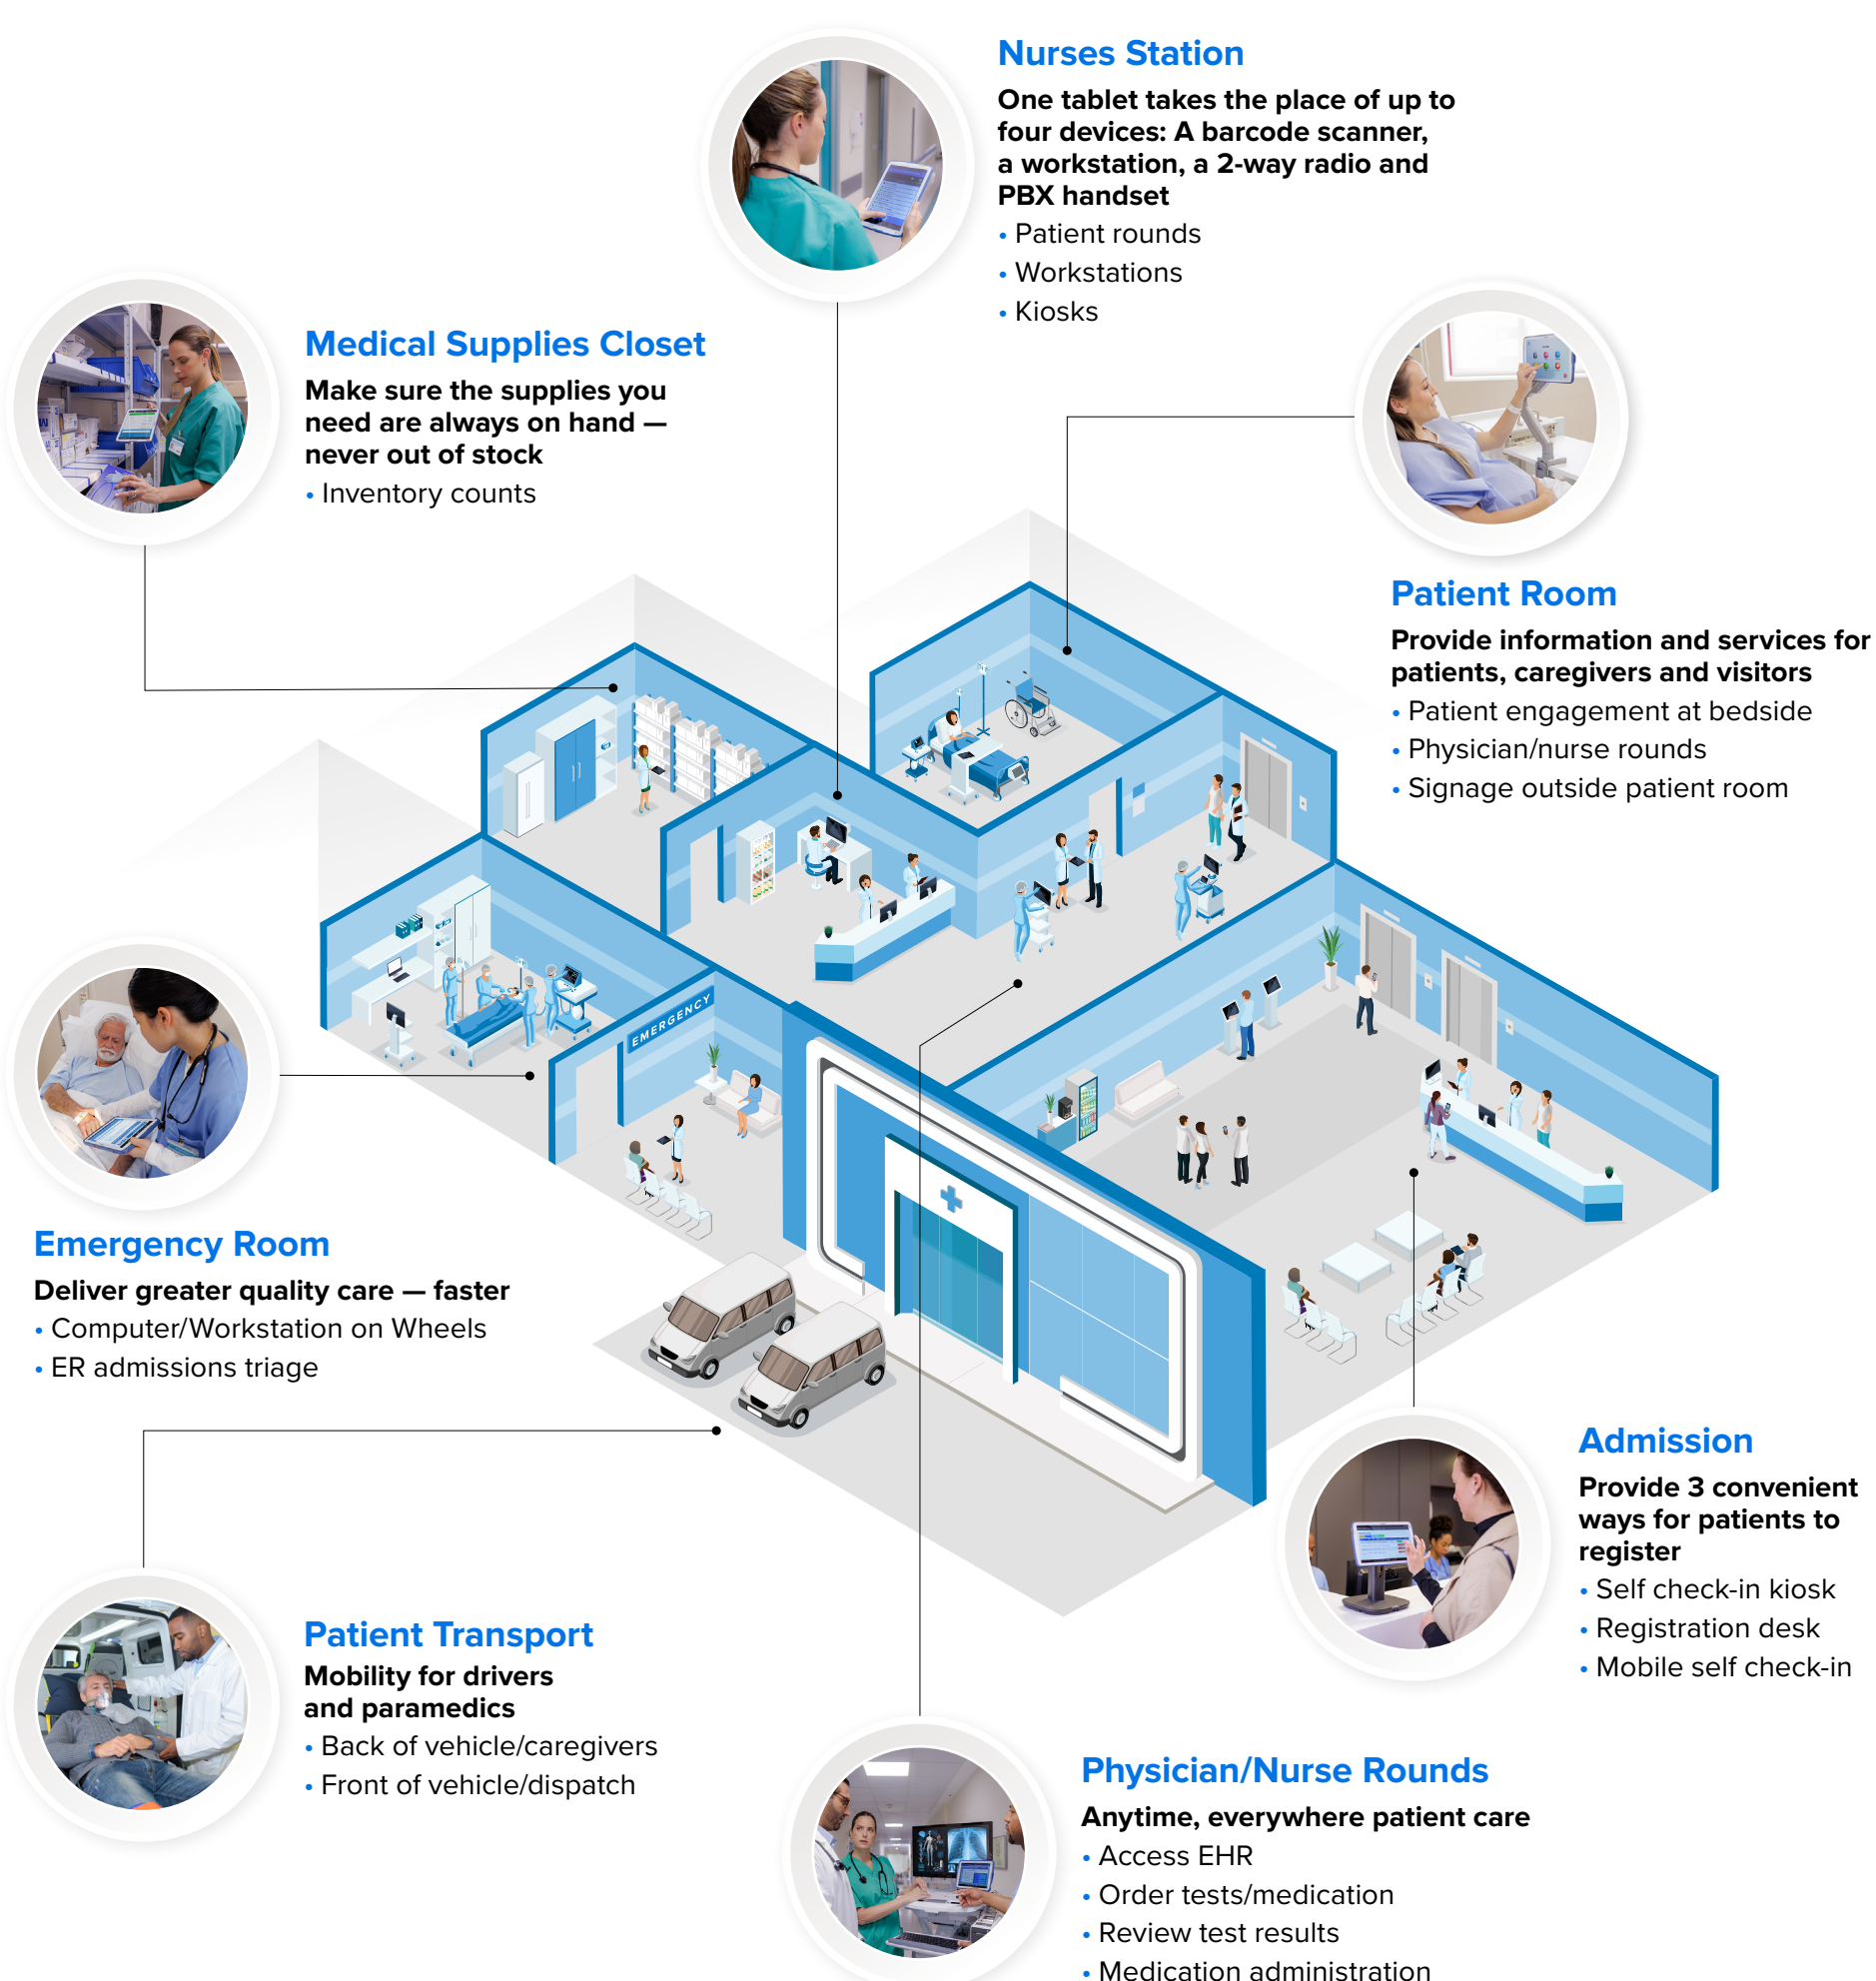 Nurses Station
One tablet takes the place of up to
four devices: A barcode scanner,
a workstation, a 2-way radio and
PBX handset
• Patient rounds
• Workstations
• Kiosks
Medical Supplies Closet
Make sure the supplies you
need are always on hand —
never out of stock
• Inventory counts
Patient Room
Provide information and services for
patients, caregivers and visitors
• Patient engagement at bedside
• Physician/nurse rounds
• Signage outside patient room
EMERGENCY
Emergency Room
Deliver greater quality care — faster
• Computer/Workstation on Wheels
• ER admissions triage
Admission
Provide 3 convenient
ways for patients to
register
• Self check-in kiosk
• Registration desk
• Mobile self check-in
Patient Transport
Mobility for drivers
and paramedics
• Back of vehicle/caregivers
• Front of vehicle/dispatch
Physician/Nurse Rounds
Anytime, everywhere patient care
• Access EHR
• Order tests/medication
• Review test results
• Medication administration